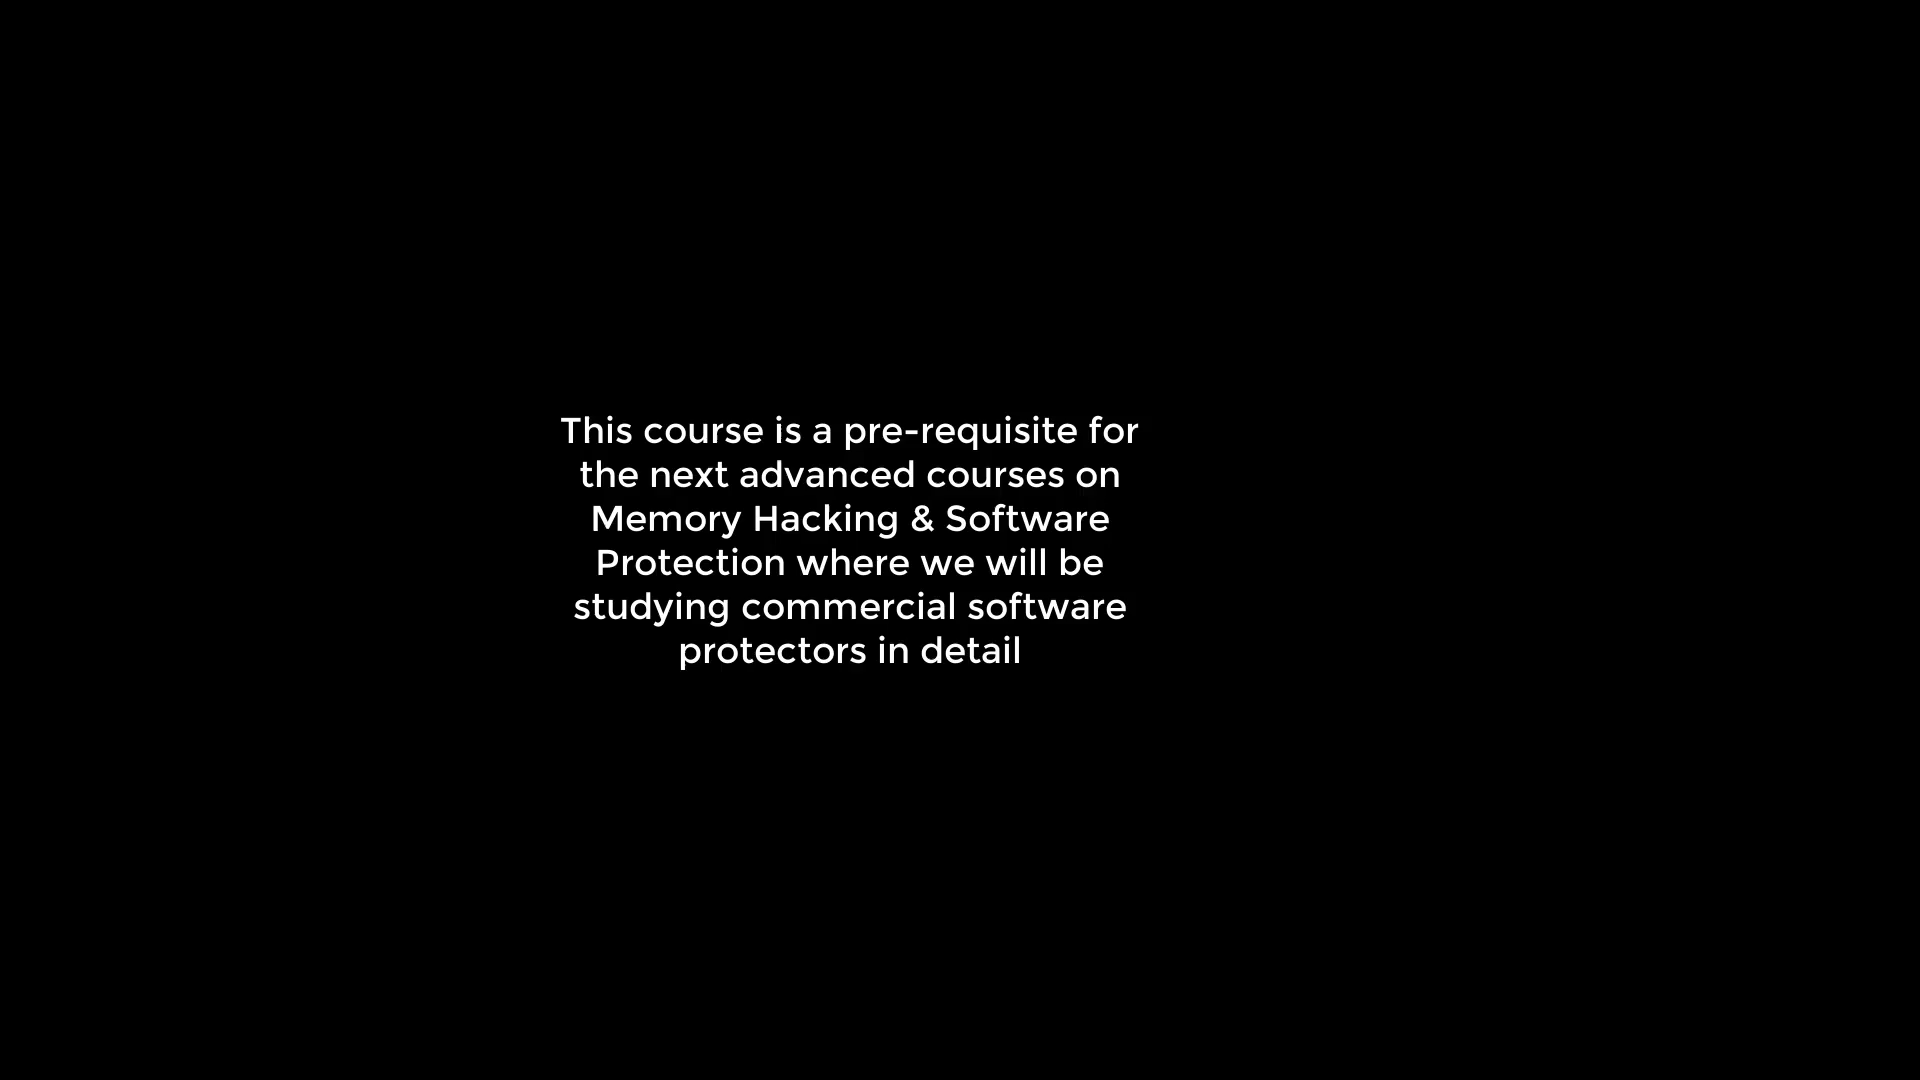 This course is a pre-requisite for
the next advanced courses on
Memory Hacking & Software
Protection where we will be
studying commercial software
protectors in detail